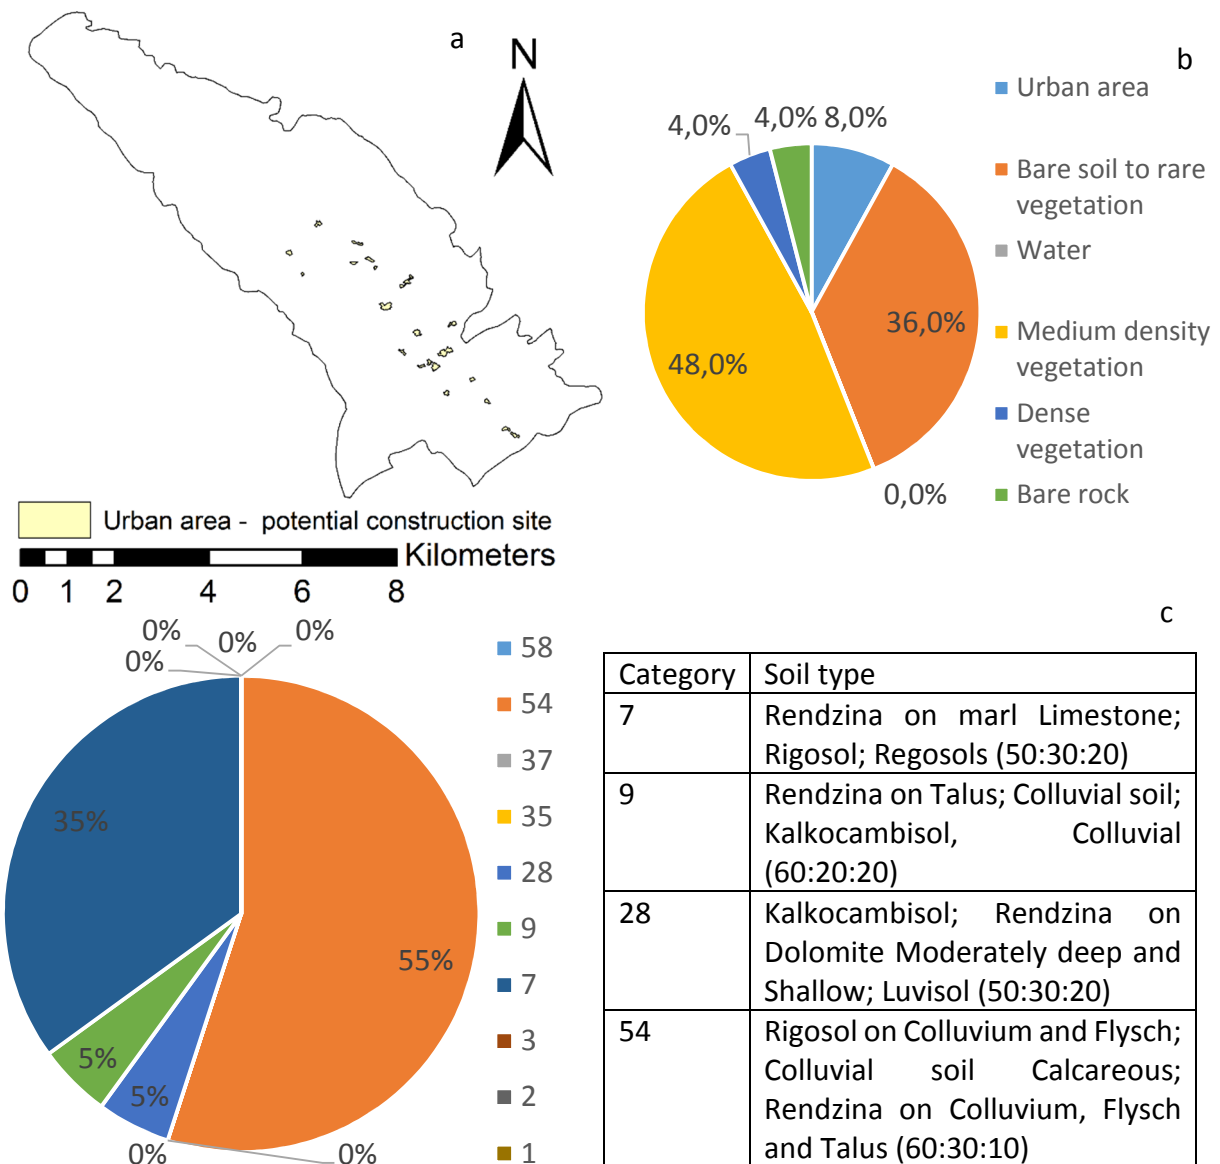 a
N
b
Urban area - potential construction site
Kilometers
0 1 2 4 6 8
4,0% 4,0% 8,0%
36,0%
48,0%
0,0%
Urban area
Bare soil to rare
vegetation
Water
Medium density
vegetation
Dense
vegetation
Bare rock
c
0% 0% 0%
0%
35%
55%
5%
5%
0% 0%
58
54
37
35
28
9
7
3
2
1
Category Soil type
7 Rendzina on marl Limestone;
Rigosol; Regosols (50:30:20)
9 Rendzina on Talus; Colluvial soil;
Kalkocambisol, Colluvial
(60:20:20)
28 Kalkocambisol; Rendzina on
Dolomite Moderately deep and
Shallow; Luvisol (50:30:20)
54 Rigosol on Colluvium and Flysch;
Colluvial soil Calcareous;
Rendzina on Colluvium, Flysch
and Talus (60:30:10)